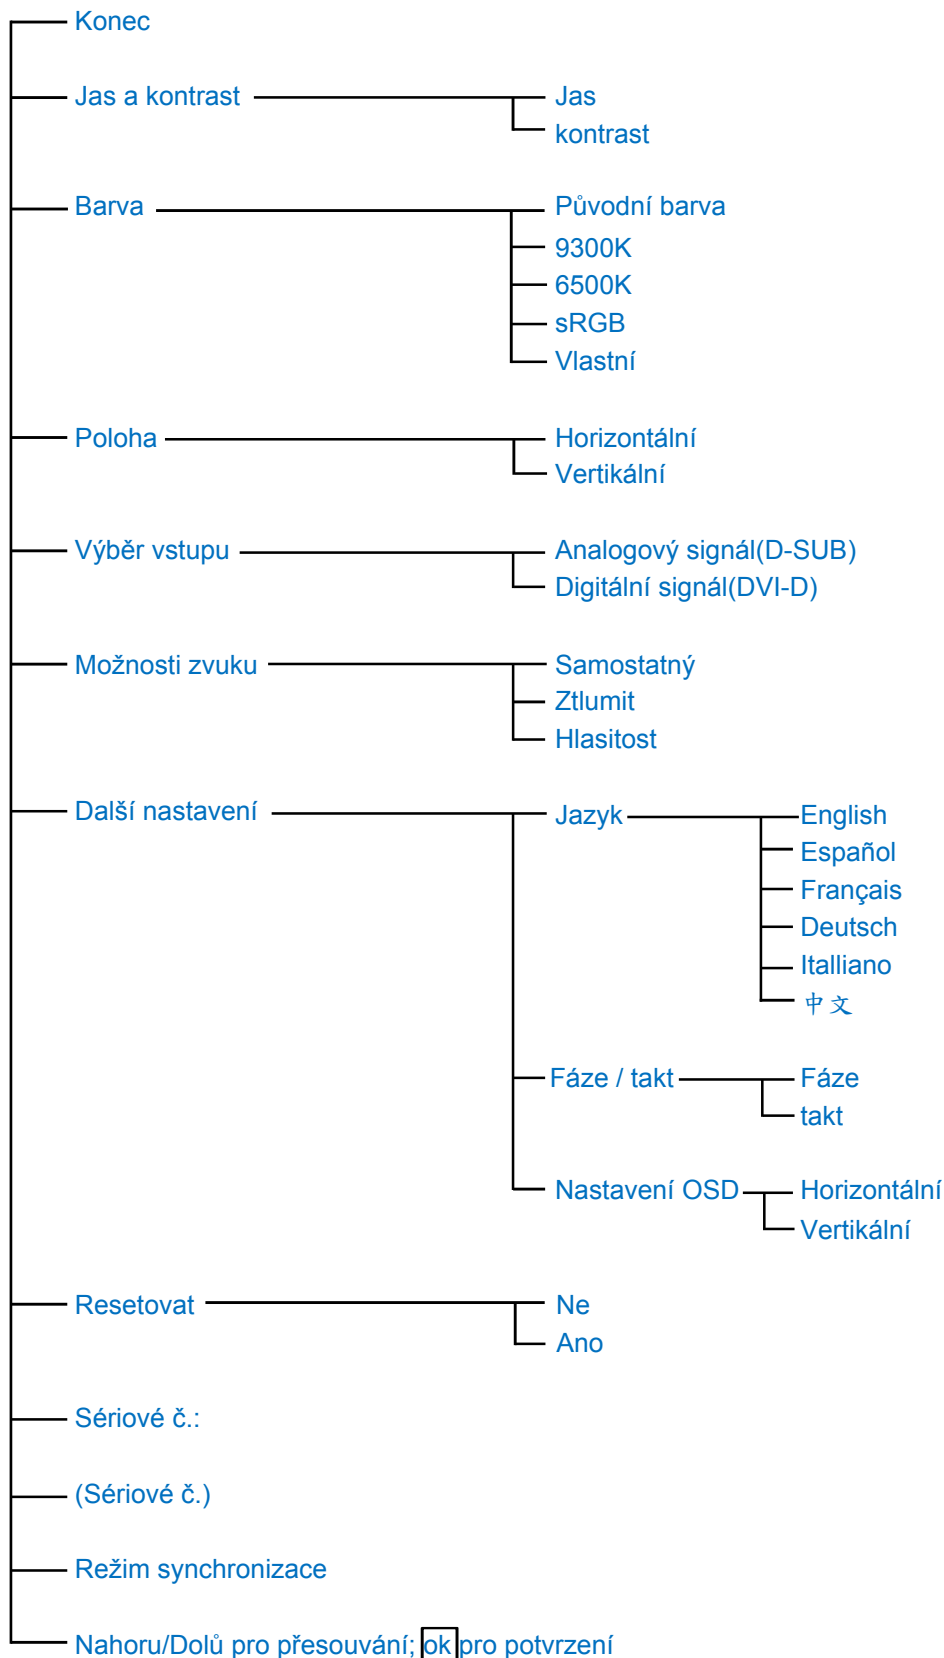 Konec
Jas a kontrast
Jas
kontrast
Barva
Původní barva
9300K
6500K
sRGB
Vlastní
Poloha
Horizontální
Vertikální
Výběr vstupu
Analogový signál(D-SUB)
Digitální signál(DVI-D)
Možnosti zvuku
Samostatný
Ztlumit
Hlasitost
Další nastavení
Jazyk
English
Español
Français
Deutsch
Italliano
中文
Fáze / takt
Fáze
takt
Nastavení OSD
Horizontální
Vertikální
Resetovat
Ne
Ano
Sériové č.:
(Sériové č.)
Režim synchronizace
Nahoru/Dolů pro přesouvání; ok pro potvrzení